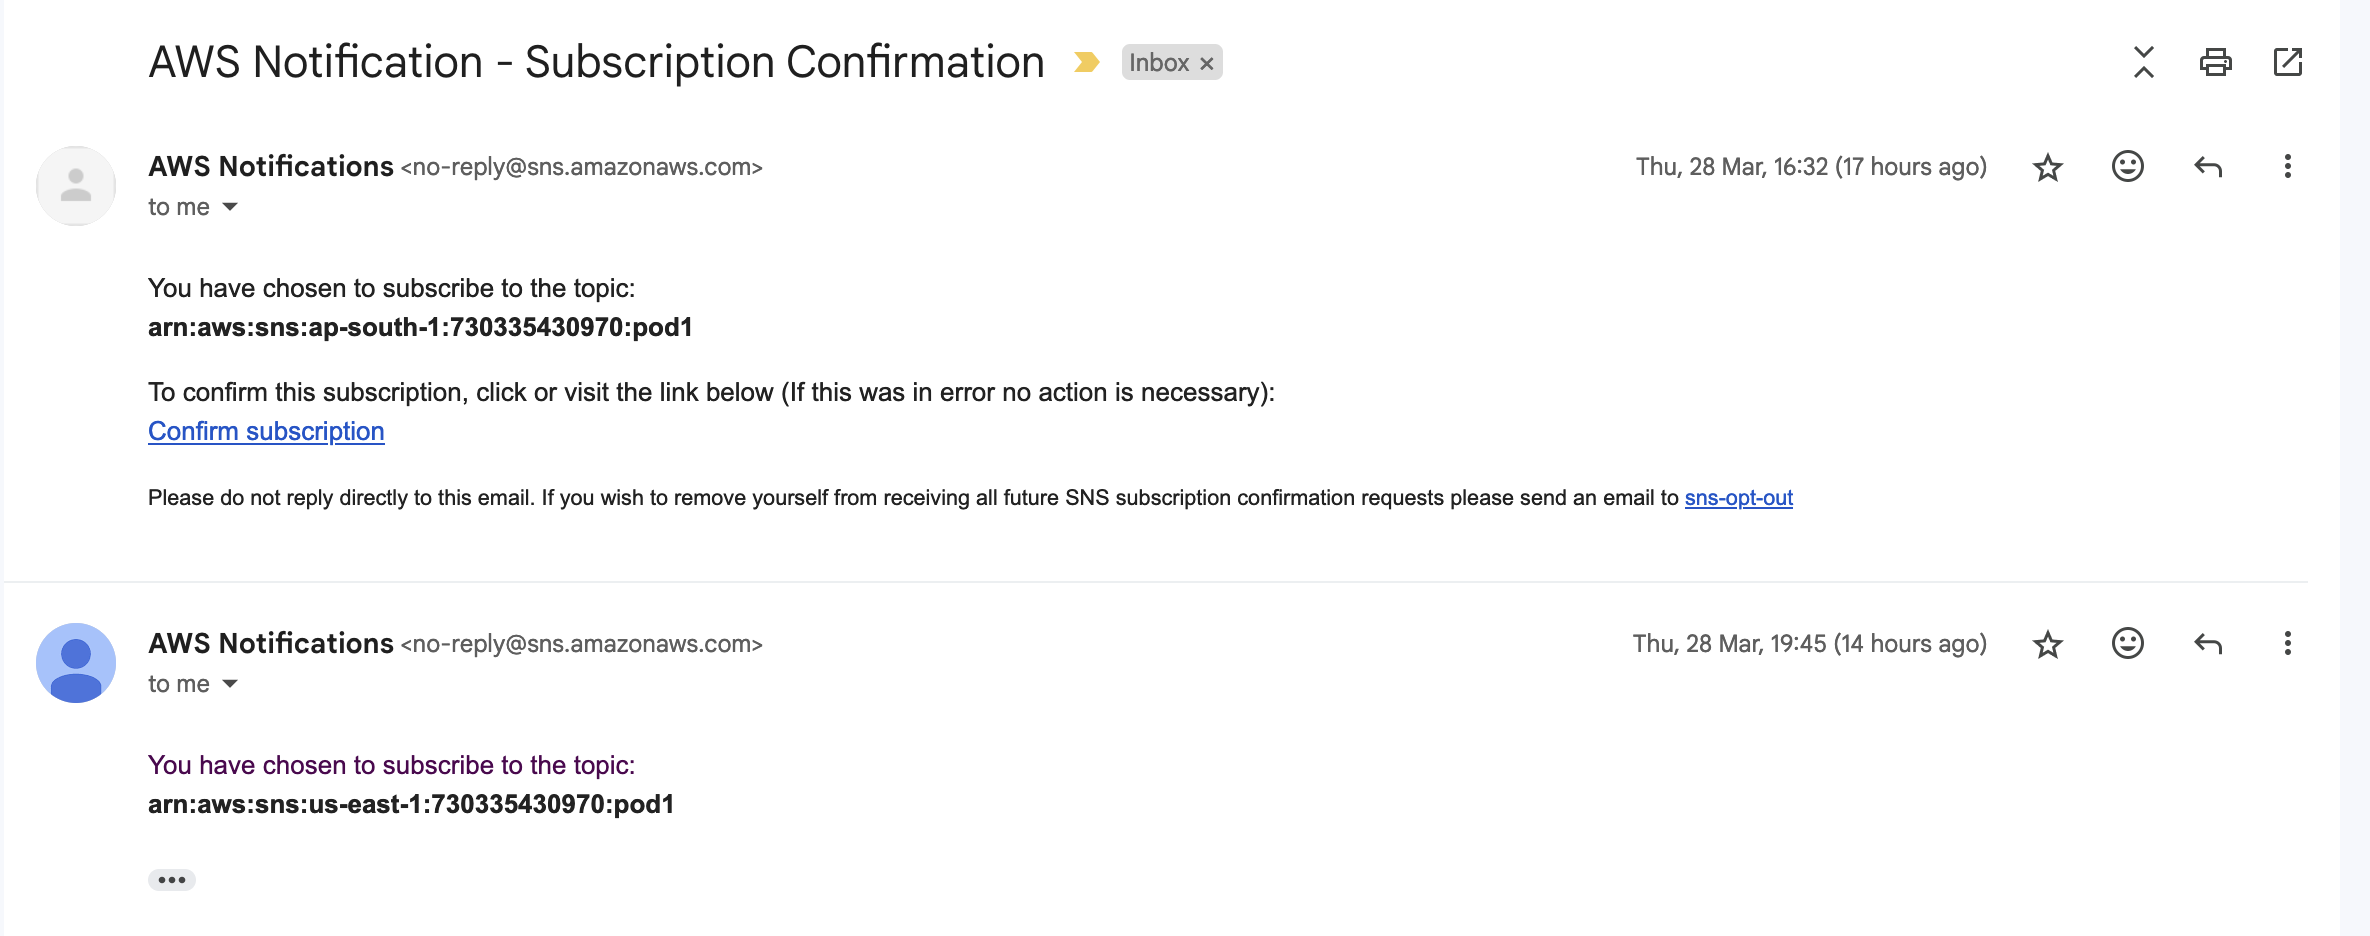 AWS Notification - Subscription Confirmation Inbox ×
AWS Notifications <no-reply@sns.amazonaws.com> Thu, 28 Mar, 16:32 (17 hours ago)
to me
You have chosen to subscribe to the topic:
arn:aws:sns:ap-south-1:730335430970:pod1
To confirm this subscription, click or visit the link below (If this was in error no action is necessary):
Confirm subscription
Please do not reply directly to this email. If you wish to remove yourself from receiving all future SNS subscription confirmation requests please send an email to sns-opt-out
AWS Notifications <no-reply@sns.amazonaws.com> Thu, 28 Mar, 19:45 (14 hours ago)
to me
You have chosen to subscribe to the topic:
arn:aws:sns:us-east-1:730335430970:pod1